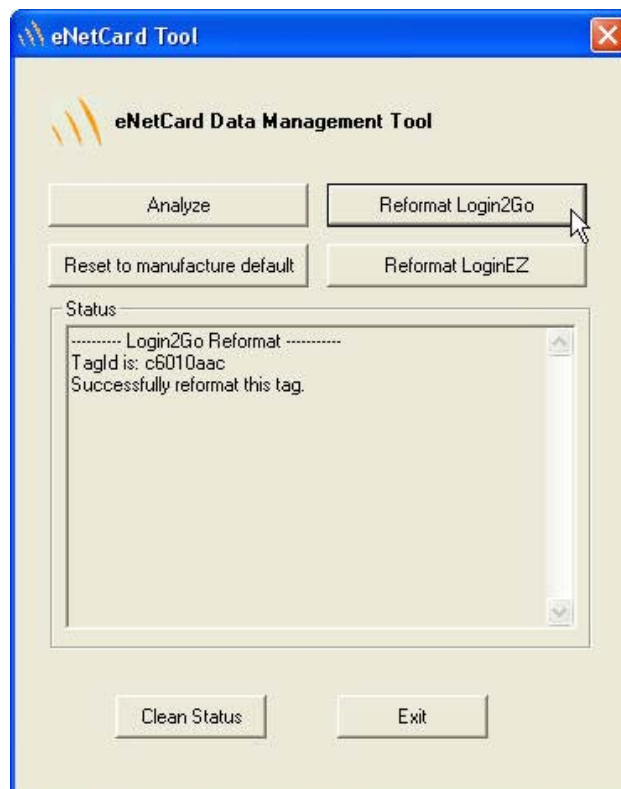 eNetCard Tool
eNetCard Data Management Tool
Analyze
Reformat Login2Go
Reset to manufacture default
Reformat LoginEZ
Status
---------- Login2Go Reformat -----------
TagId is: c6010aac
Successfully reformat this tag.
Clean Status
Exit